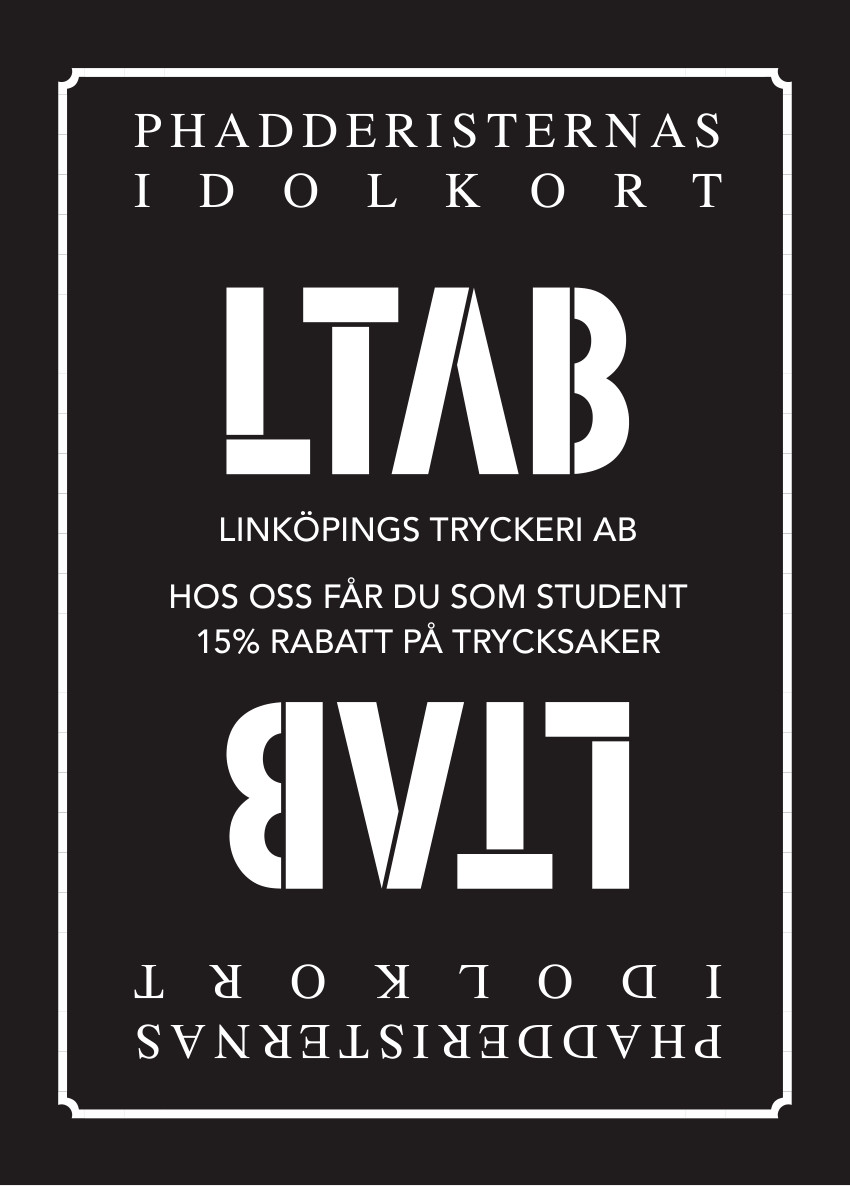 PHADDERISTERNAS
IDOLKORT
LTAB
LINKÖPINGS TRYCKERI AB
HOS OSS FÅR DU SOM STUDENT
15% RABATT PÅ TRYCKSAKER
LTAB
IDOLKORT
PHADDERISTERNAS